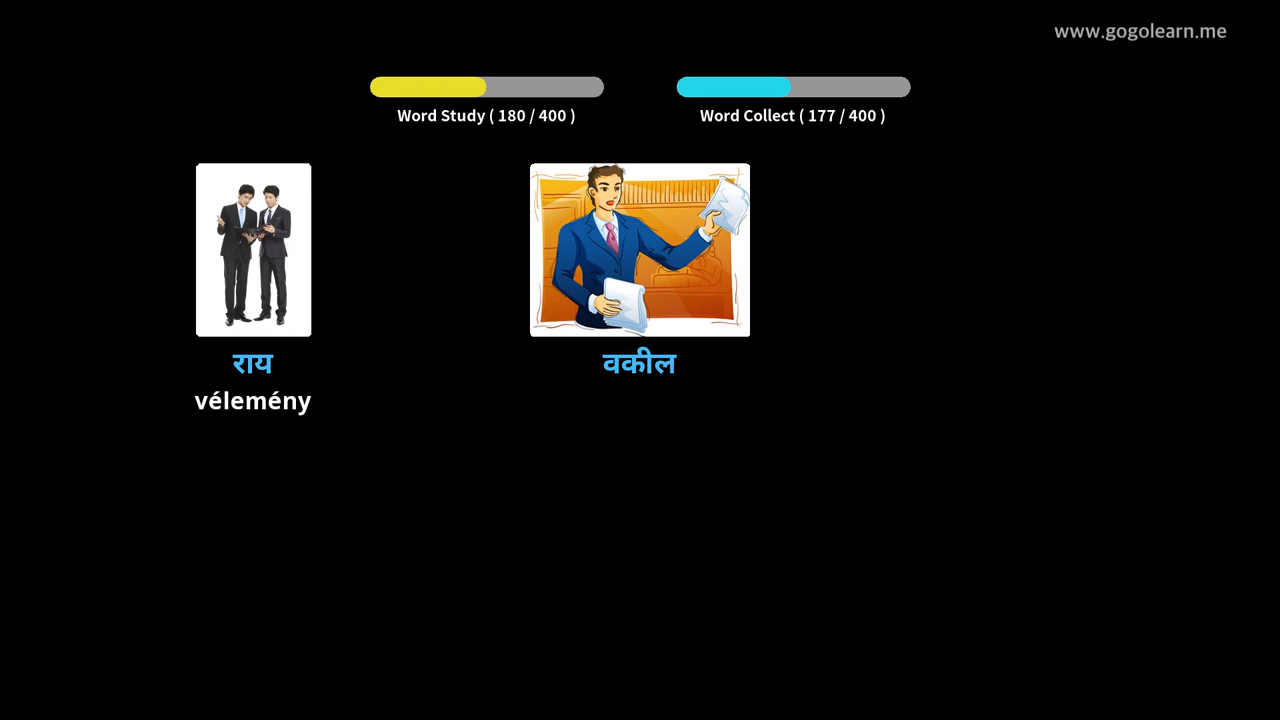 www.gogolearn.me
Word Study ( 180 / 400 )
Word Collect ( 177 / 400 )
राय
वकील
vélemény